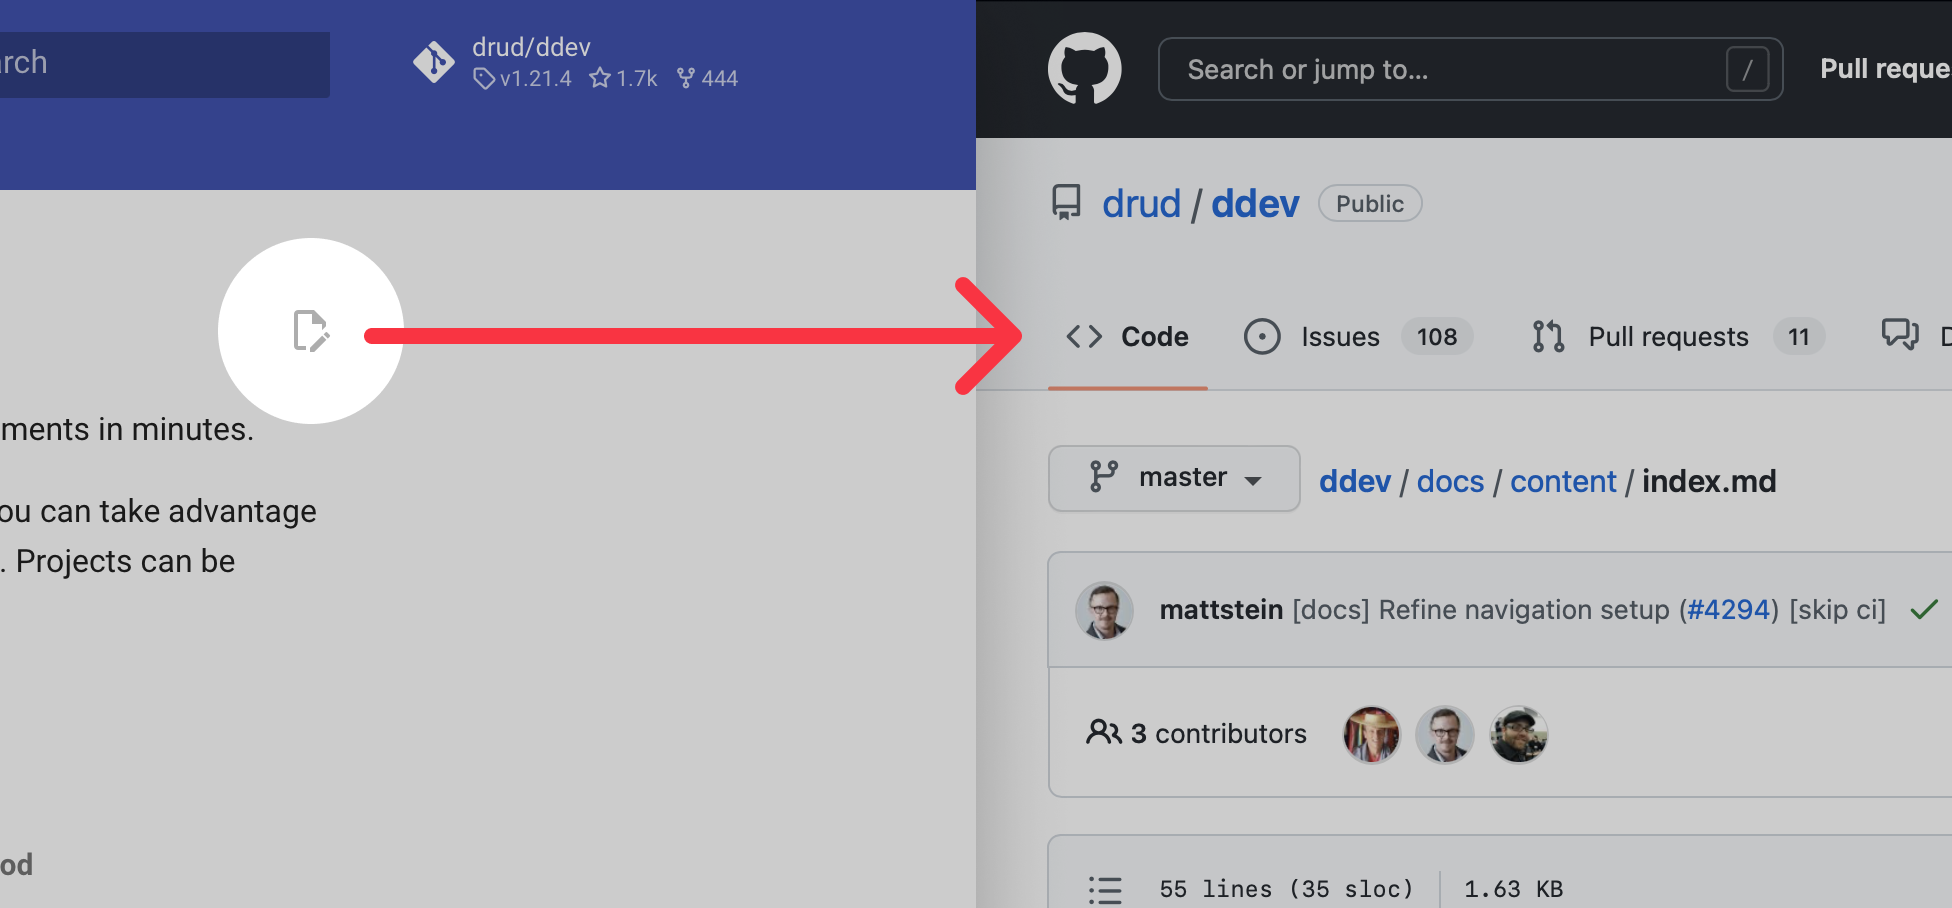 rch
drud/ddev
v1.21.4 1.7k 444
ments in minutes.
ou can take advantage
. Projects can be
od
Search or jump to... /
Pull reque
drud / ddev Public
Code Issues 108 Pull requests 11 D
master ddev / docs / content / index.md
mattstein [docs] Refine navigation setup (#4294) [skip ci]
3 contributors
55 lines (35 sloc) 1.63 KB